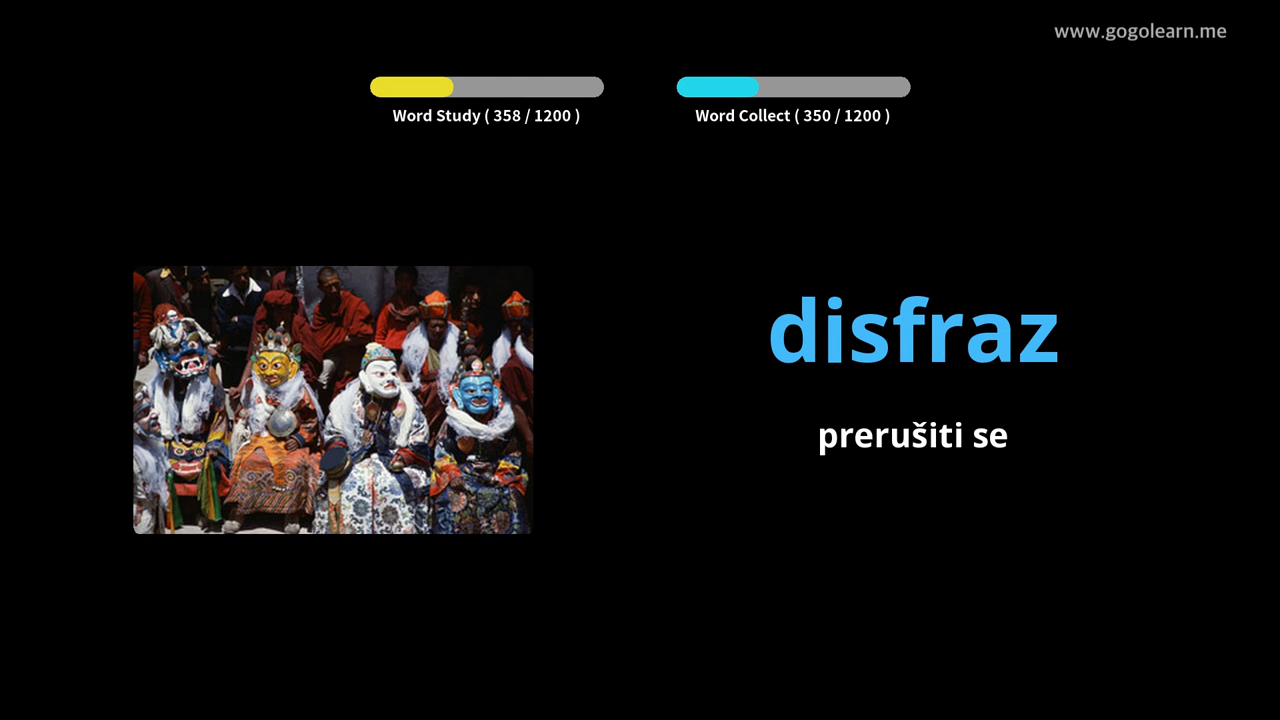 www.gogolearn.me
Word Study ( 358 / 1200 )
Word Collect ( 350 / 1200 )
disfraz
prerušiti se